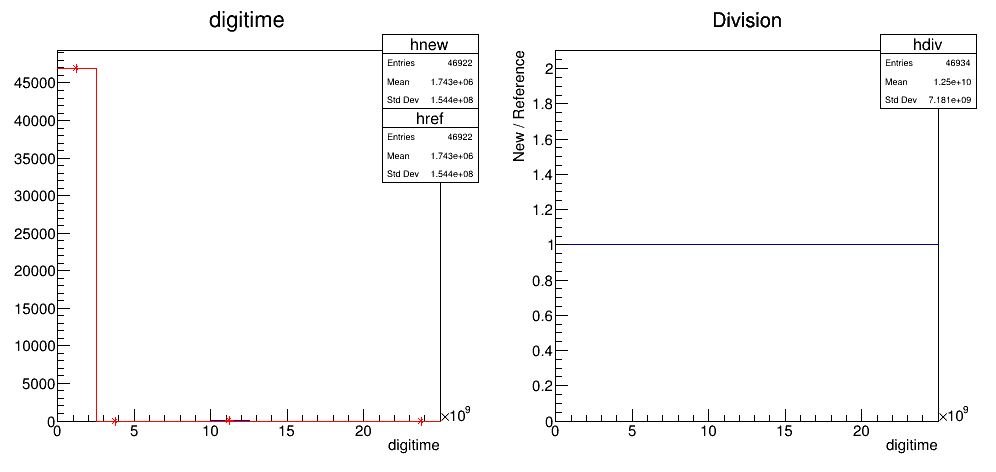 digitime
hnew
Entries 46922
Mean 1.743e+06
Std Dev 1.544e+08
href
Entries 46922
Mean 1.743e+06
Std Dev 1.544e+08
45000
40000
35000
30000
25000
20000
15000
10000
5000
0
0 5 10 15 20
×10⁹
digitime
Division
hdiv
Entries 46934
Mean 1.25e+10
Std Dev 7.181e+09
New / Reference
2
1.8
1.6
1.4
1.2
1
0.8
0.6
0.4
0.2
0
0 5 10 15 20
×10⁹
digitime